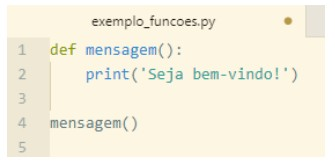 exemplo_funcoes.py
1 def mensagem():
2     print('Seja bem-vindo!')
3
4 mensagem()
5